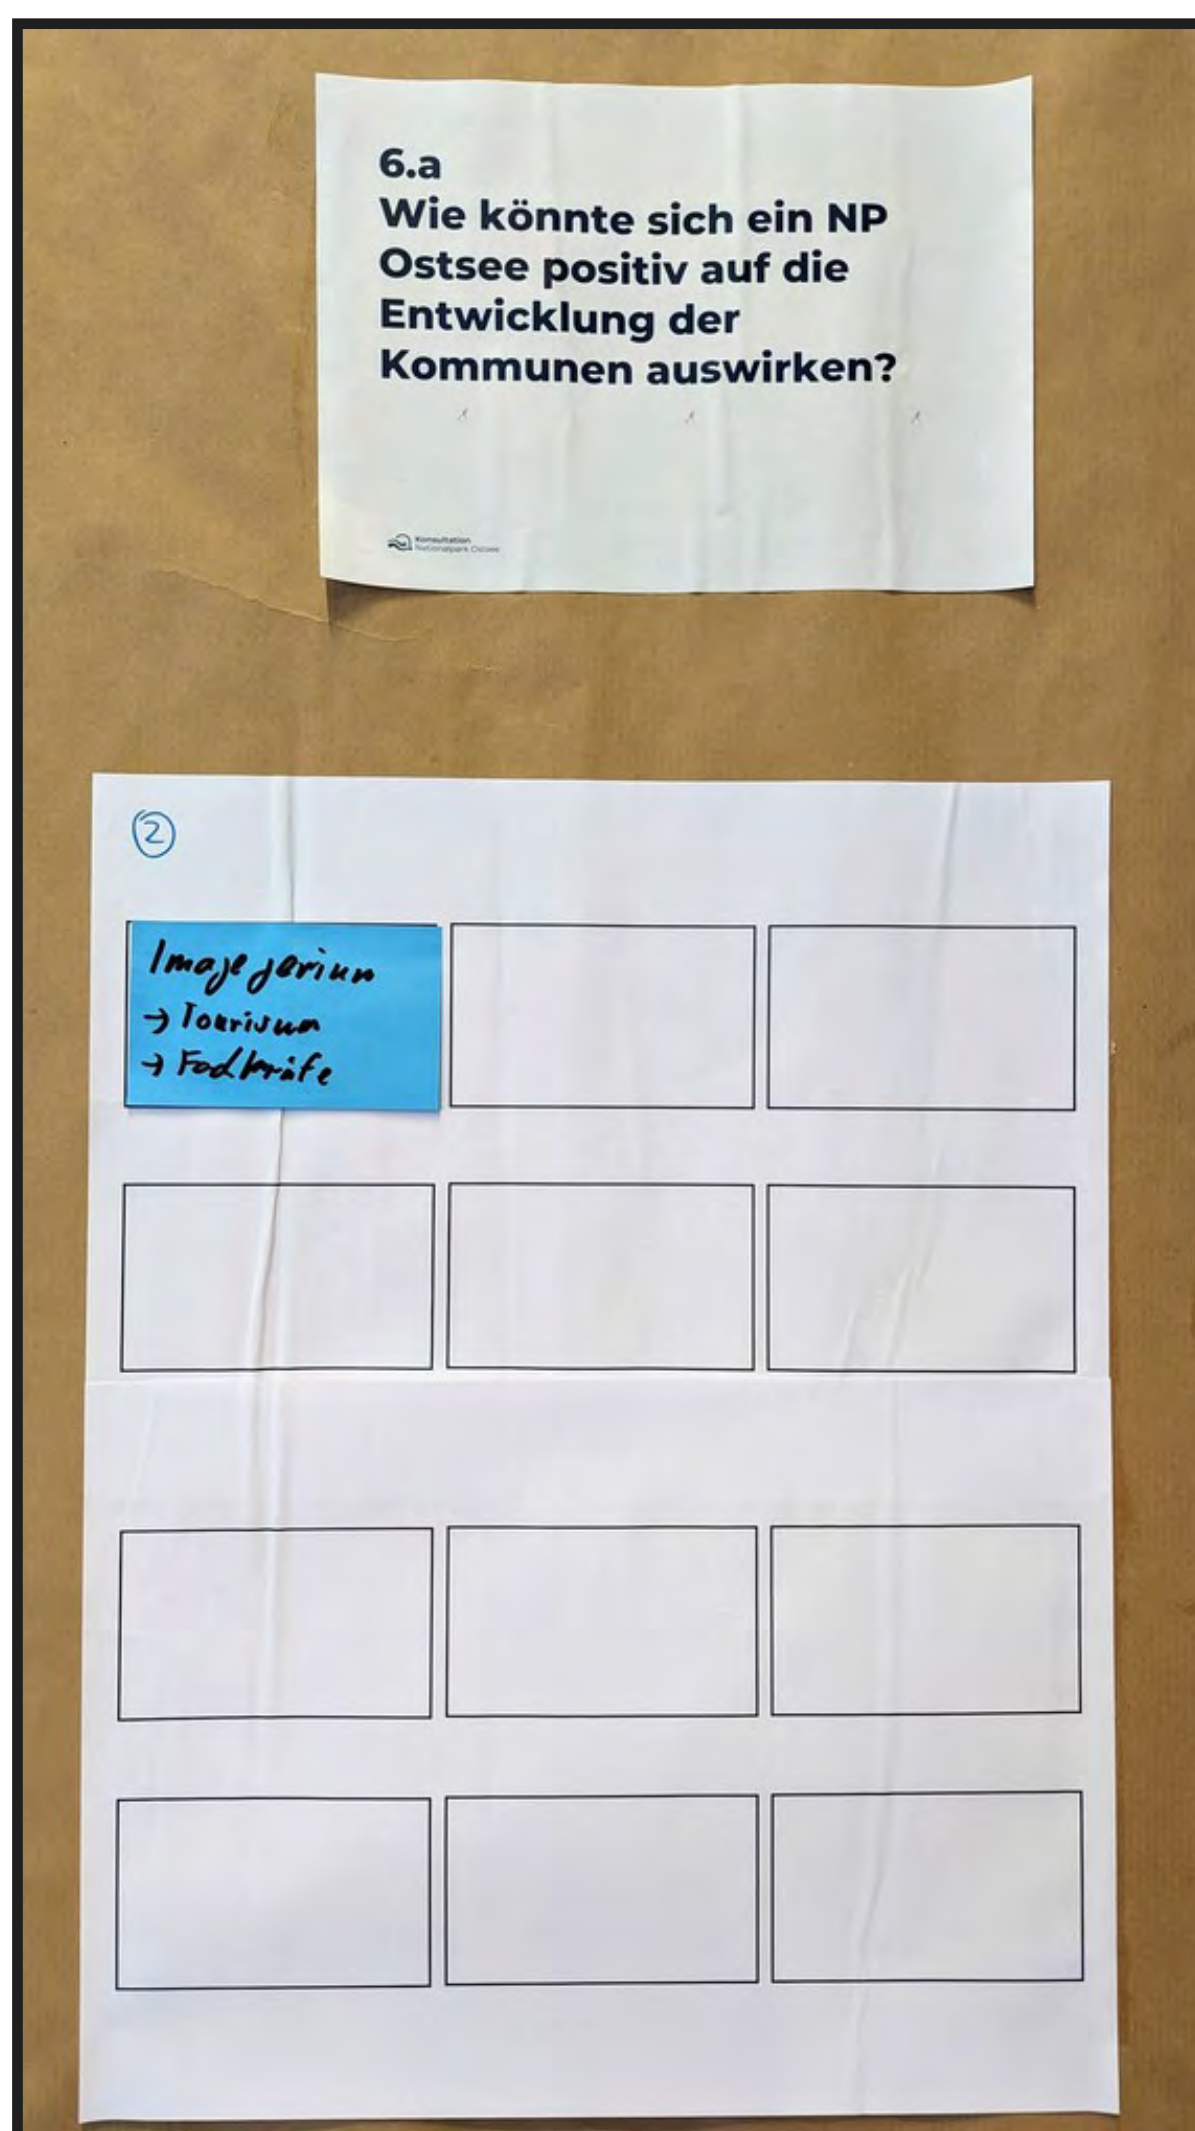 6.a
Wie könnte sich ein NP
Ostsee positiv auf die
Entwicklung der
Kommunen auswirken?
Konsultation
Nationalpark Ostsee
2
Imagegewinn
→ Tourismus
→ Fachkräfte